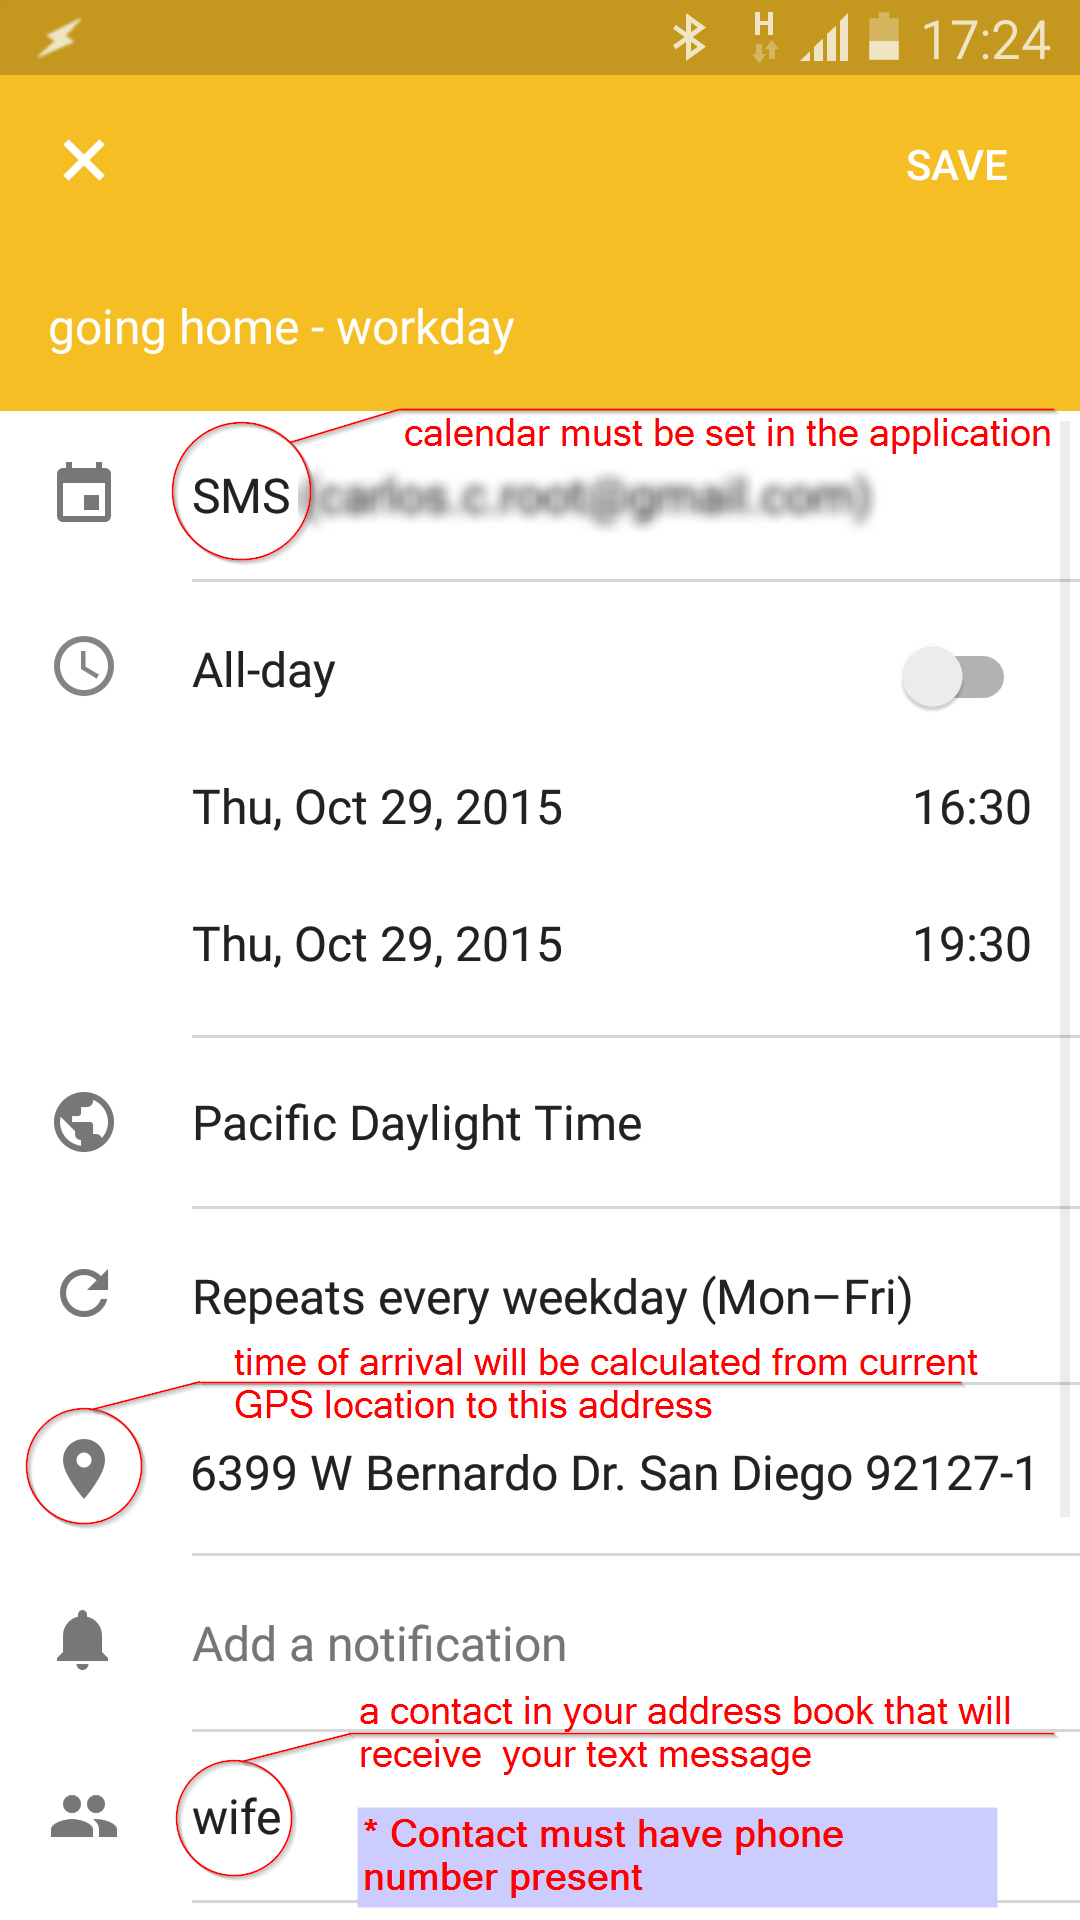 H 17:24
SAVE
going home - workday
calendar must be set in the application
SMS
All-day
Thu, Oct 29, 2015 16:30
Thu, Oct 29, 2015 19:30
Pacific Daylight Time
Repeats every weekday (Mon–Fri)
time of arrival will be calculated from current
GPS location to this address
6399 W Bernardo Dr. San Diego 92127-1
Add a notification
a contact in your address book that will
receive your text message
wife
* Contact must have phone
number present